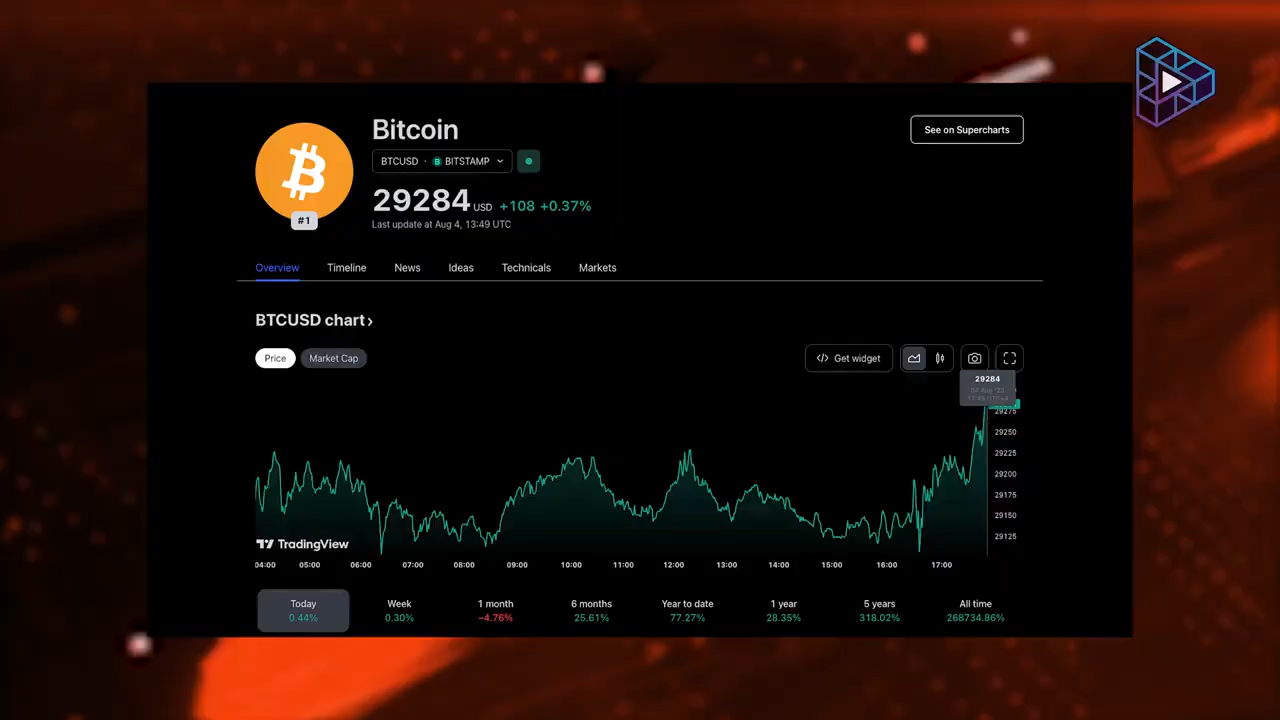 Bitcoin
See on Supercharts
BTCUSD · B BITSTAMP
29284 USD +108 +0.37%
#1
Last update at Aug 4, 13:49 UTC
Overview Timeline News Ideas Technicals Markets
BTCUSD chart ›
Price Market Cap
Get widget
29284
29275
29250
29225
29200
29175
29150
29125
TradingView
04:00 05:00 06:00 07:00 08:00 09:00 10:00 11:00 12:00 13:00 14:00 15:00 16:00 17:00
Today Week 1 month 6 months Year to date 1 year 5 years All time
0.44% 0.30% −4.76% 25.61% 77.27% 28.35% 318.02% 268734.86%